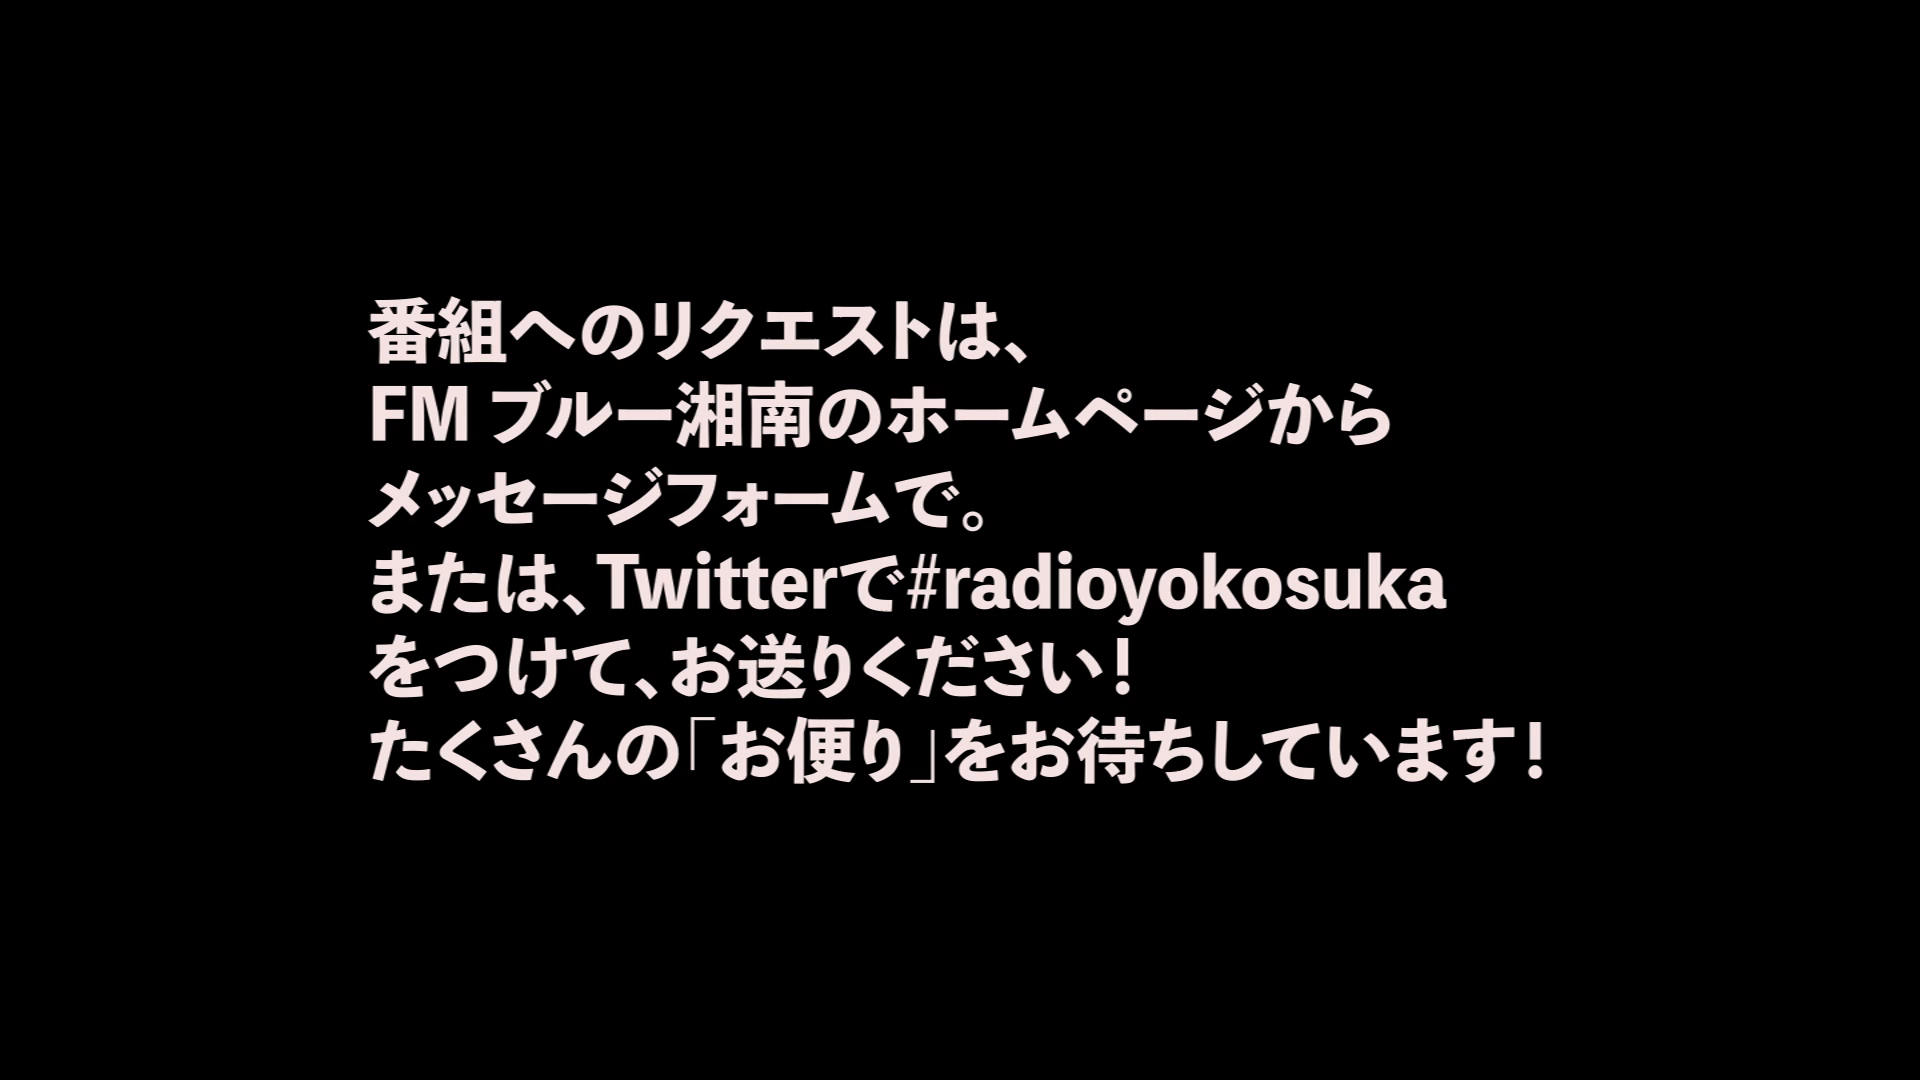 番組へのリクエストは、
FM ブルー湘南のホームページから
メッセージフォームで。
または、Twitterで#radioyokosuka
をつけて、お送りください！
たくさんの「お便り」をお待ちしています！